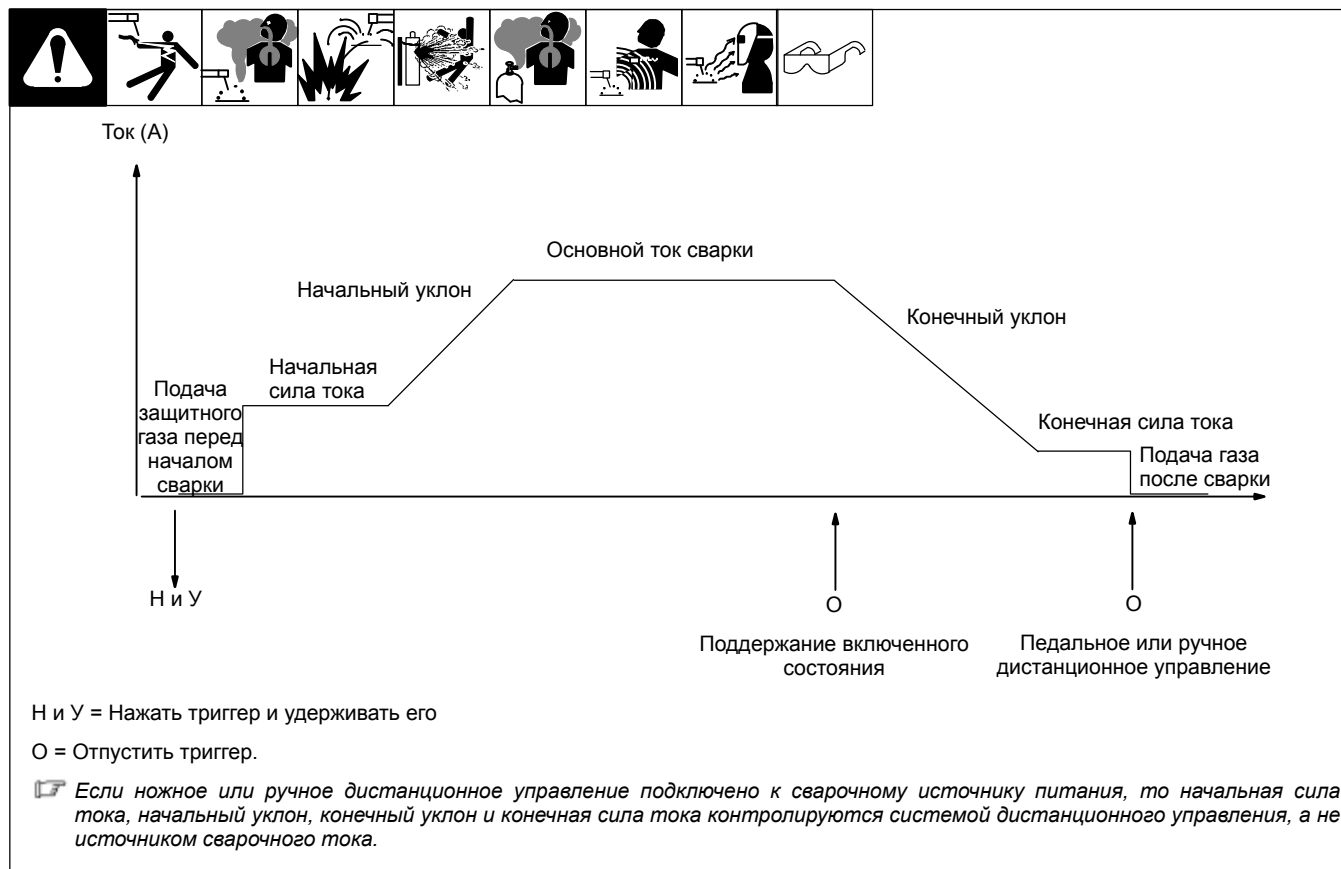 Ток (А)
Основной ток сварки
Начальный уклон
Конечный уклон
Начальная
сила тока
Подача
защитного
газа перед
началом
сварки
Конечная сила тока
Подача газа
после сварки
Н и У
О
О
Поддержание включенного
состояния
Педальное или ручное
дистанционное управление
Н и У = Нажать триггер и удерживать его
О = Отпустить триггер.
Если ножное или ручное дистанционное управление подключено к сварочному источнику питания, то начальная сила
тока, начальный уклон, конечный уклон и конечная сила тока контролируются системой дистанционного управления, а не
источником сварочного тока.